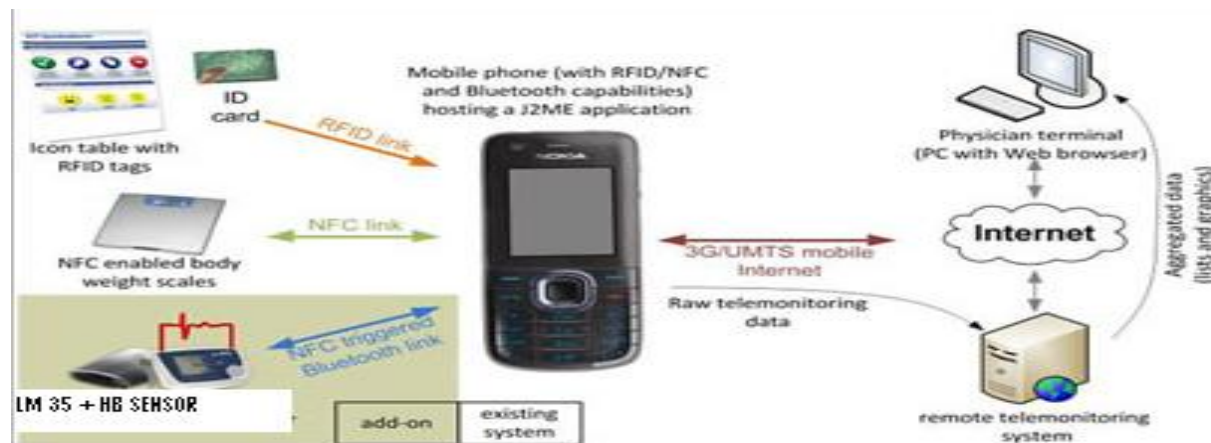 ID
card
Icon table with
RFID tags
RFID link
Mobile phone (with RFID/NFC
and Bluetooth capabilities)
hosting a J2ME application
NOKIA
Physician terminal
(PC with Web browser)
NFC link
NFC enabled body
weight scales
3G/UMTS mobile
Internet
Internet
Aggregated data
(lists and graphics)
Raw telemonitoring
data
NFC triggered
Bluetooth link
LM 35 + HB SENSOR
add-on
existing
system
remote telemonitoring
system